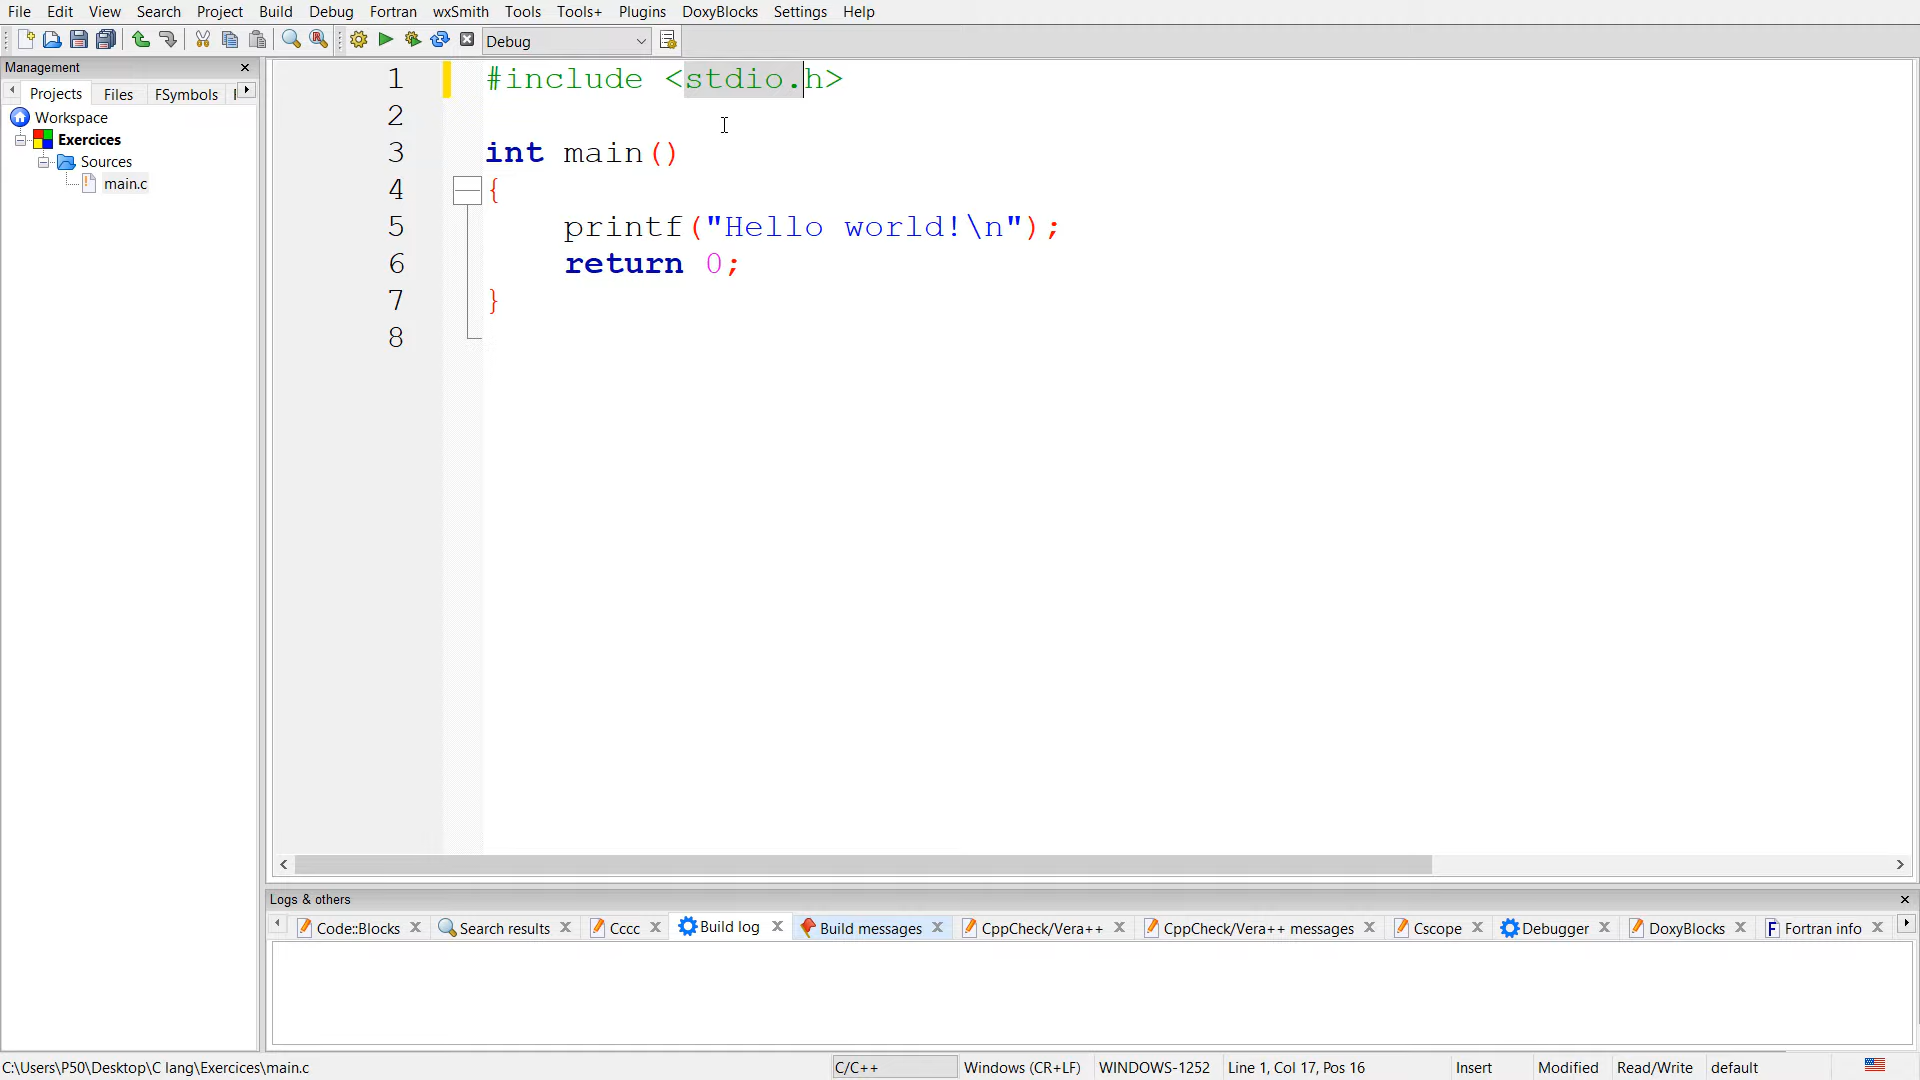 File Edit View Search Project Build Debug Fortran wxSmith Tools Tools+ Plugins DoxyBlocks Settings Help
Debug
Management
Projects Files FSymbols
Workspace
Exercices
Sources
main.c
1 #include <stdio.h>
2
3 int main()
4 {
5 printf("Hello world!\n");
6 return 0;
7 }
8
Logs & others
Code::Blocks Search results Cccc Build log Build messages CppCheck/Vera++ CppCheck/Vera++ messages Cscope Debugger DoxyBlocks Fortran info
C:\Users\P50\Desktop\C lang\Exercices\main.c C/C++ Windows (CR+LF) WINDOWS-1252 Line 1, Col 17, Pos 16 Insert Modified Read/Write default